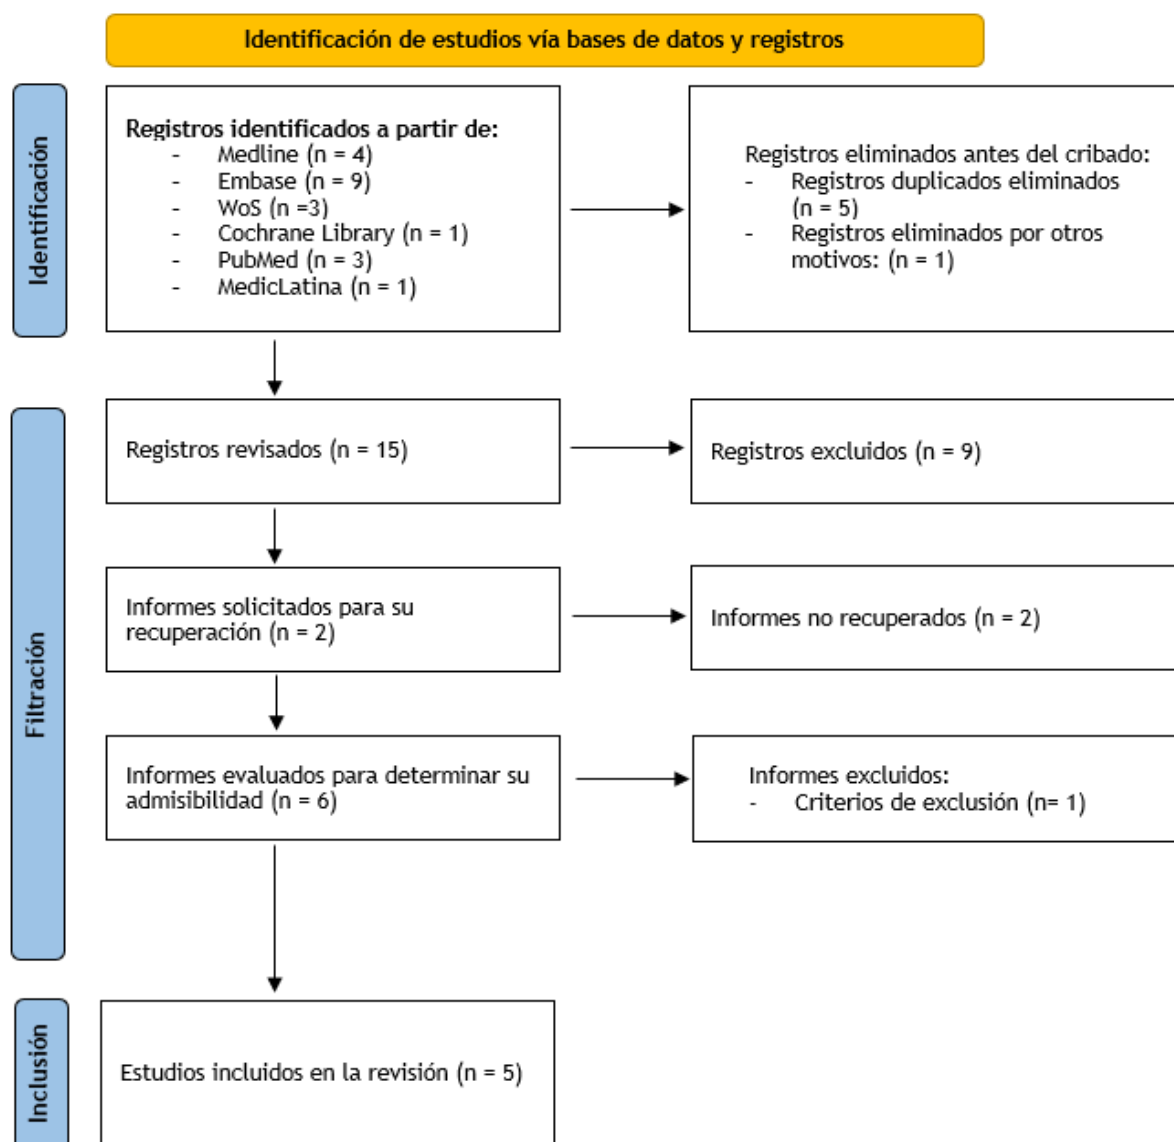 Identificación de estudios vía bases de datos y registros
Identificación
Registros identificados a partir de:
- Medline (n = 4)
- Embase (n = 9)
- WoS (n =3)
- Cochrane Library (n = 1)
- PubMed (n = 3)
- MedicLatina (n = 1)
Registros eliminados antes del cribado:
- Registros duplicados eliminados
(n = 5)
- Registros eliminados por otros
motivos: (n = 1)
Filtración
Registros revisados (n = 15)
Registros excluidos (n = 9)
Informes solicitados para su
recuperación (n = 2)
Informes no recuperados (n = 2)
Informes evaluados para determinar su
admisibilidad (n = 6)
Informes excluidos:
- Criterios de exclusión (n= 1)
Inclusión
Estudios incluidos en la revisión (n = 5)